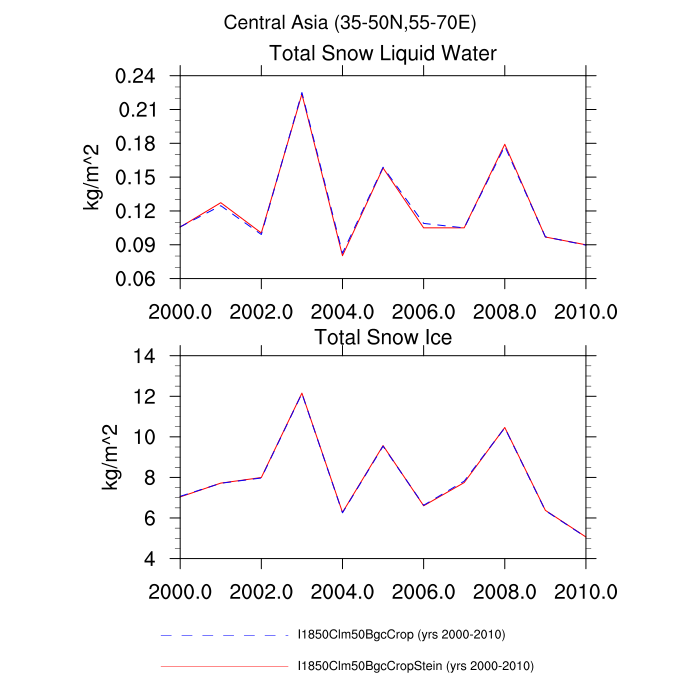 Central Asia (35-50N,55-70E)
Total Snow Liquid Water
0.24
0.21
0.18
0.15
0.12
0.09
0.06
kg/m^2
2000.0 2002.0 2004.0 2006.0 2008.0 2010.0
Total Snow Ice
14
12
10
8
6
4
kg/m^2
2000.0 2002.0 2004.0 2006.0 2008.0 2010.0
I1850Clm50BgcCrop (yrs 2000-2010)
I1850Clm50BgcCropStein (yrs 2000-2010)